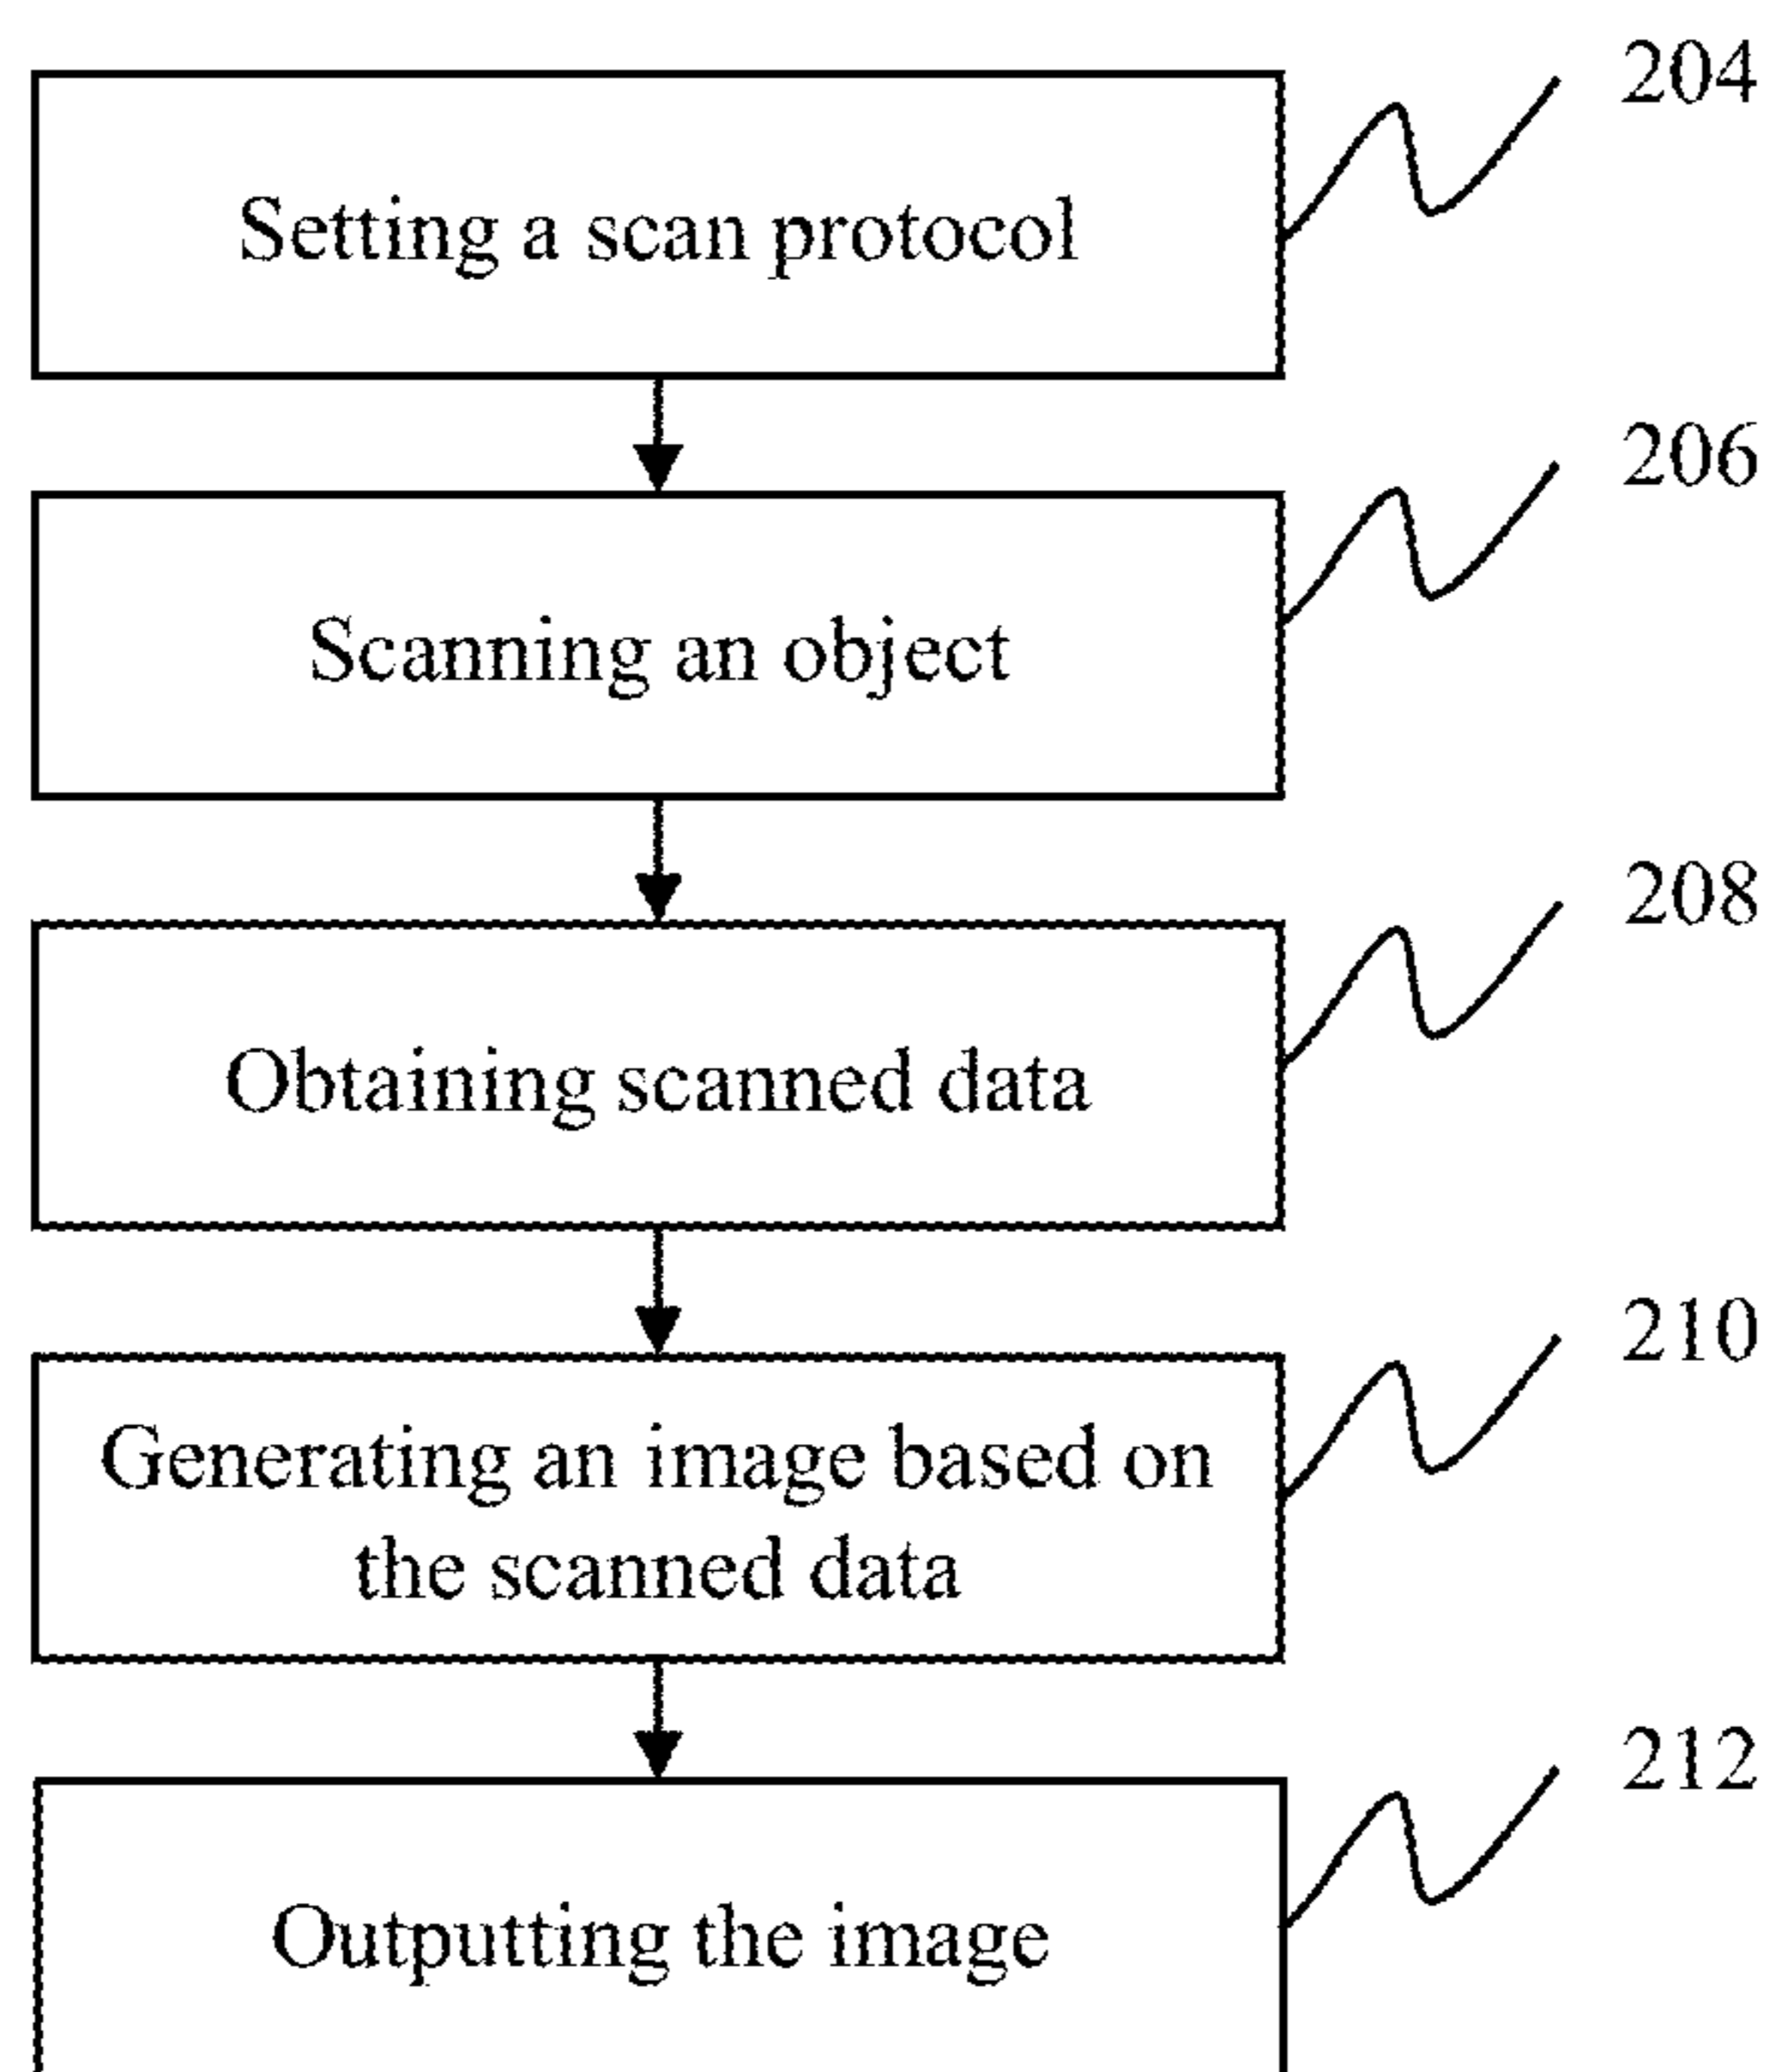 204
Setting a scan protocol
206
Scanning an object
208
Obtaining scanned data
210
Generating an image based on
the scanned data
212
Outputting the image